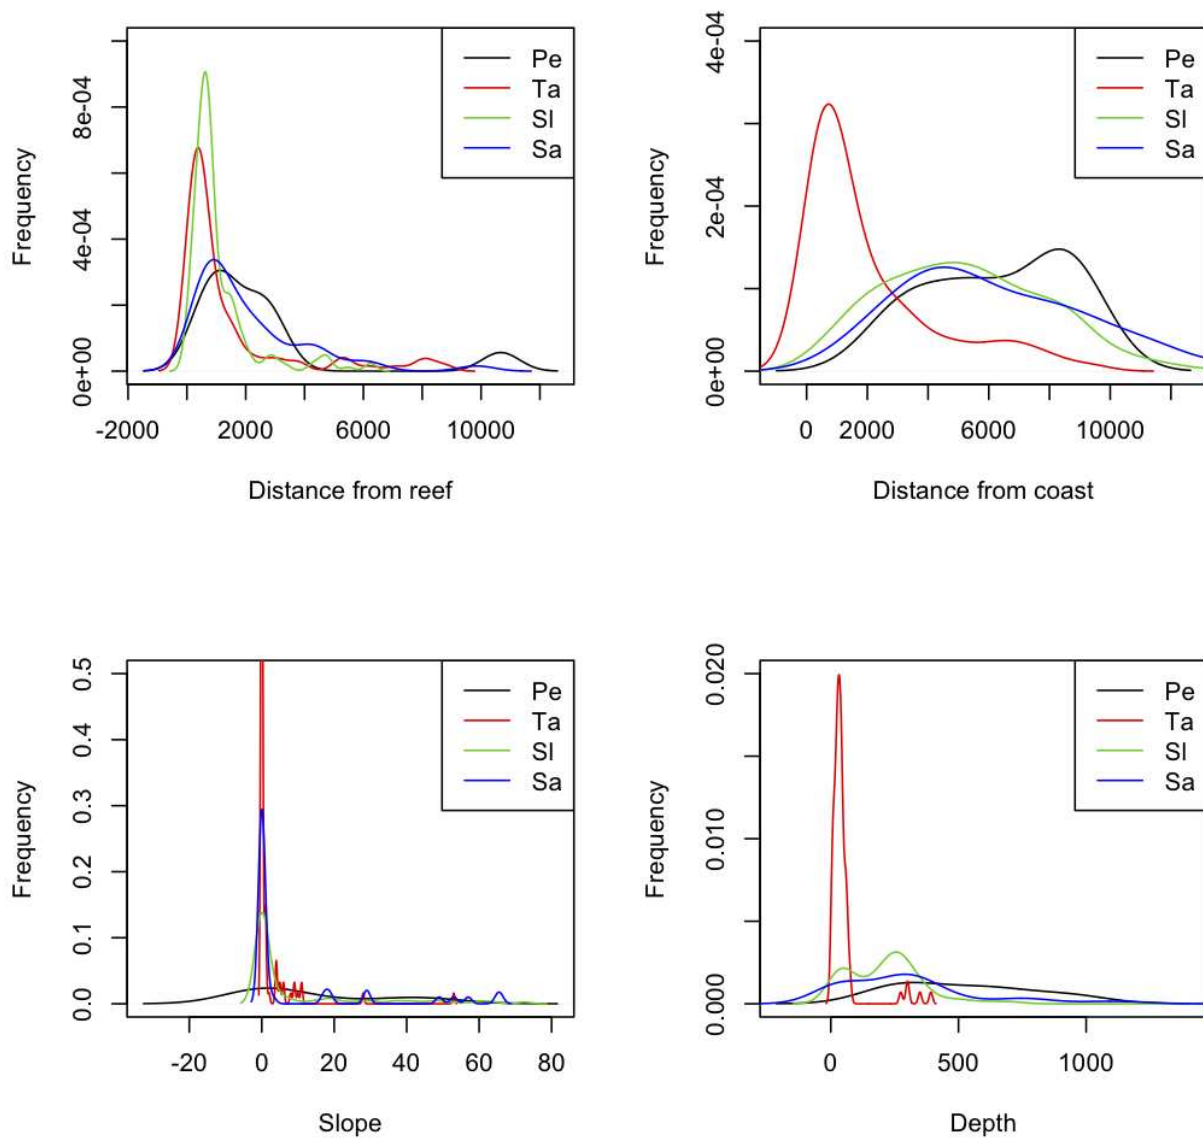 Frequency
0e+00 4e-04 8e-04
Pe
Ta
Sl
Sa
-2000 2000 6000 10000
Distance from reef
Frequency
0e+00 2e-04 4e-04
Pe
Ta
Sl
Sa
0 2000 6000 10000
Distance from coast
Frequency
0.0 0.1 0.2 0.3 0.4 0.5
Pe
Ta
Sl
Sa
-20 0 20 40 60 80
Slope
Frequency
0.000 0.010 0.020
Pe
Ta
Sl
Sa
0 500 1000
Depth